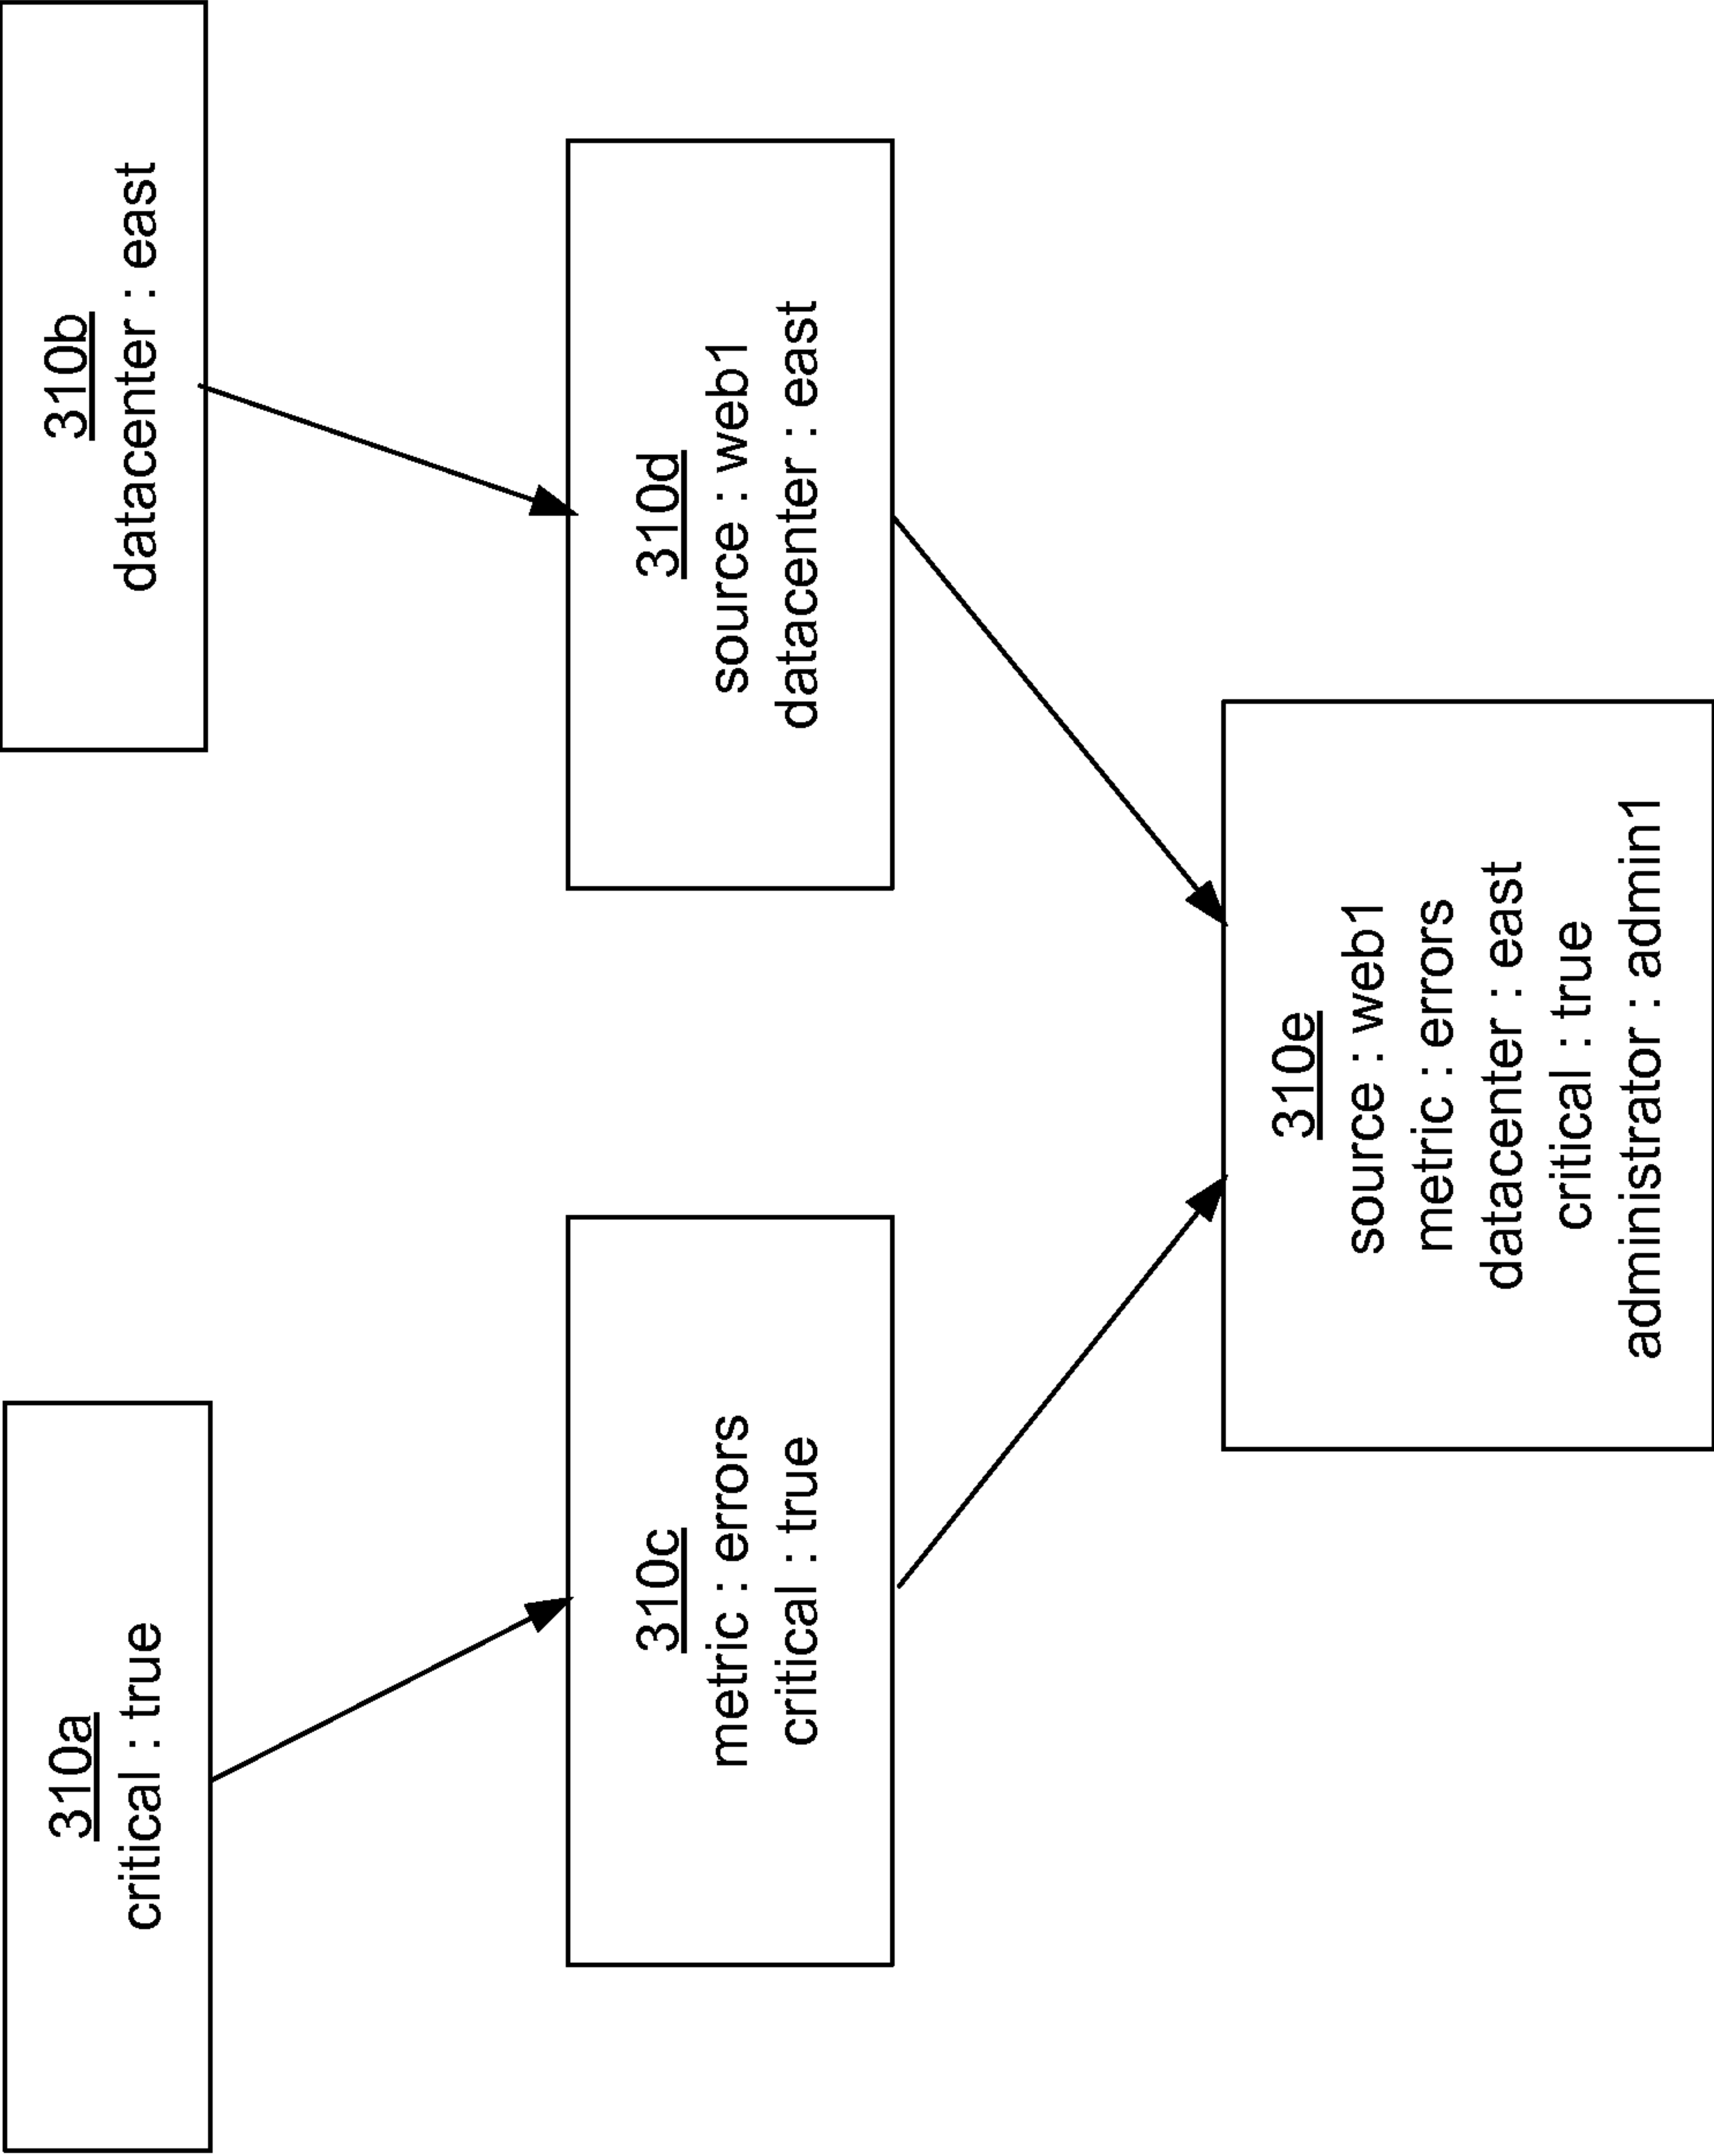 310a
critical : true
310b
datacenter : east
310c
metric : errors
critical : true
310d
source : web1
datacenter : east
310e
source : web1
metric : errors
datacenter : east
critical : true
administrator : admin1